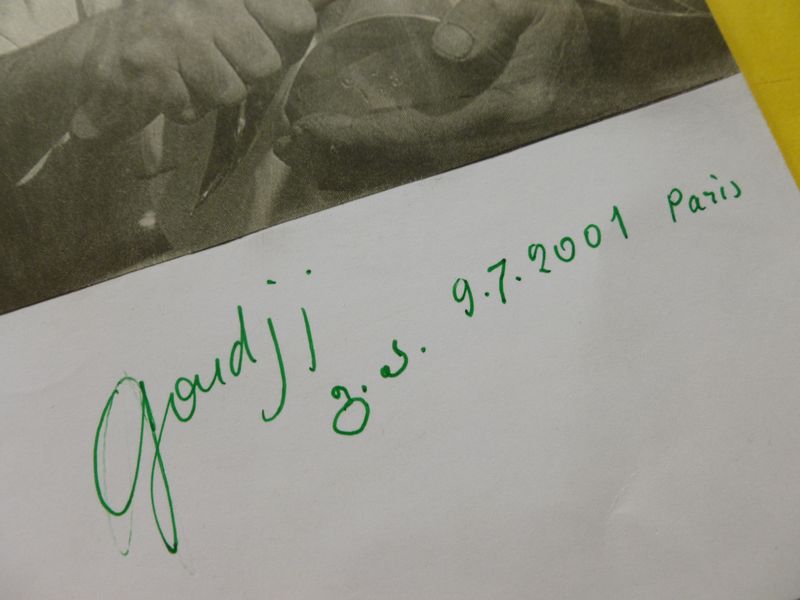 Goudji
გ. ა. 9.7.2001 Paris